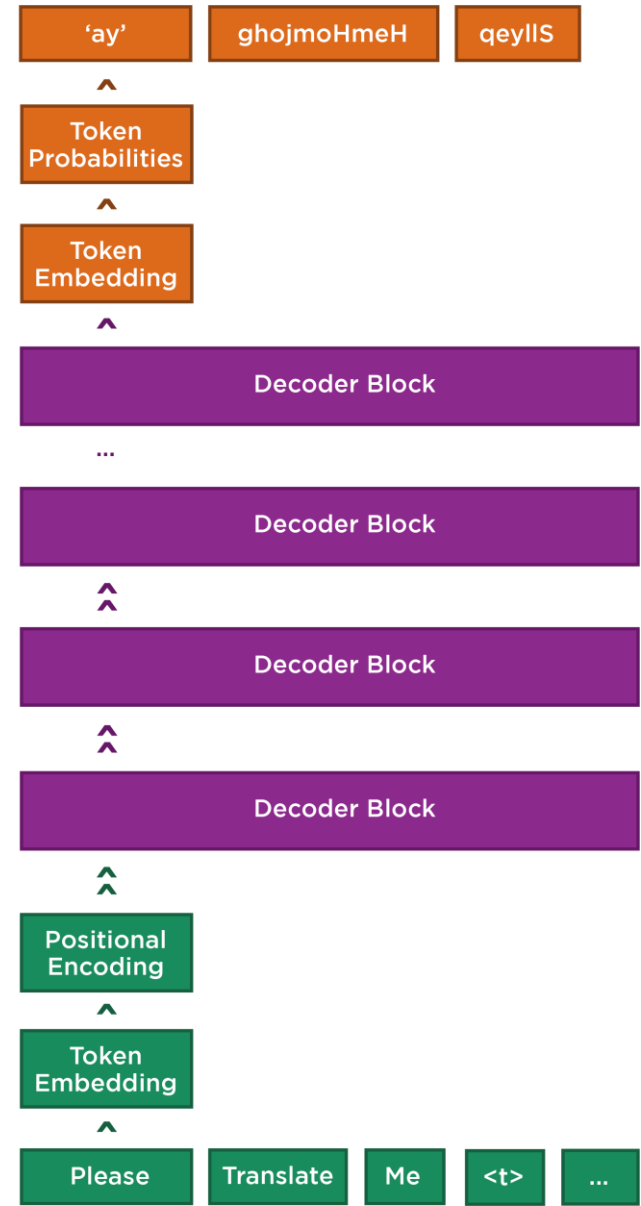 ‘ay’ ghojmoHmeH qeyllS
Token
Probabilities
Token
Embedding
Decoder Block
...
Decoder Block
Decoder Block
Decoder Block
Positional
Encoding
Token
Embedding
Please Translate Me <t> ...